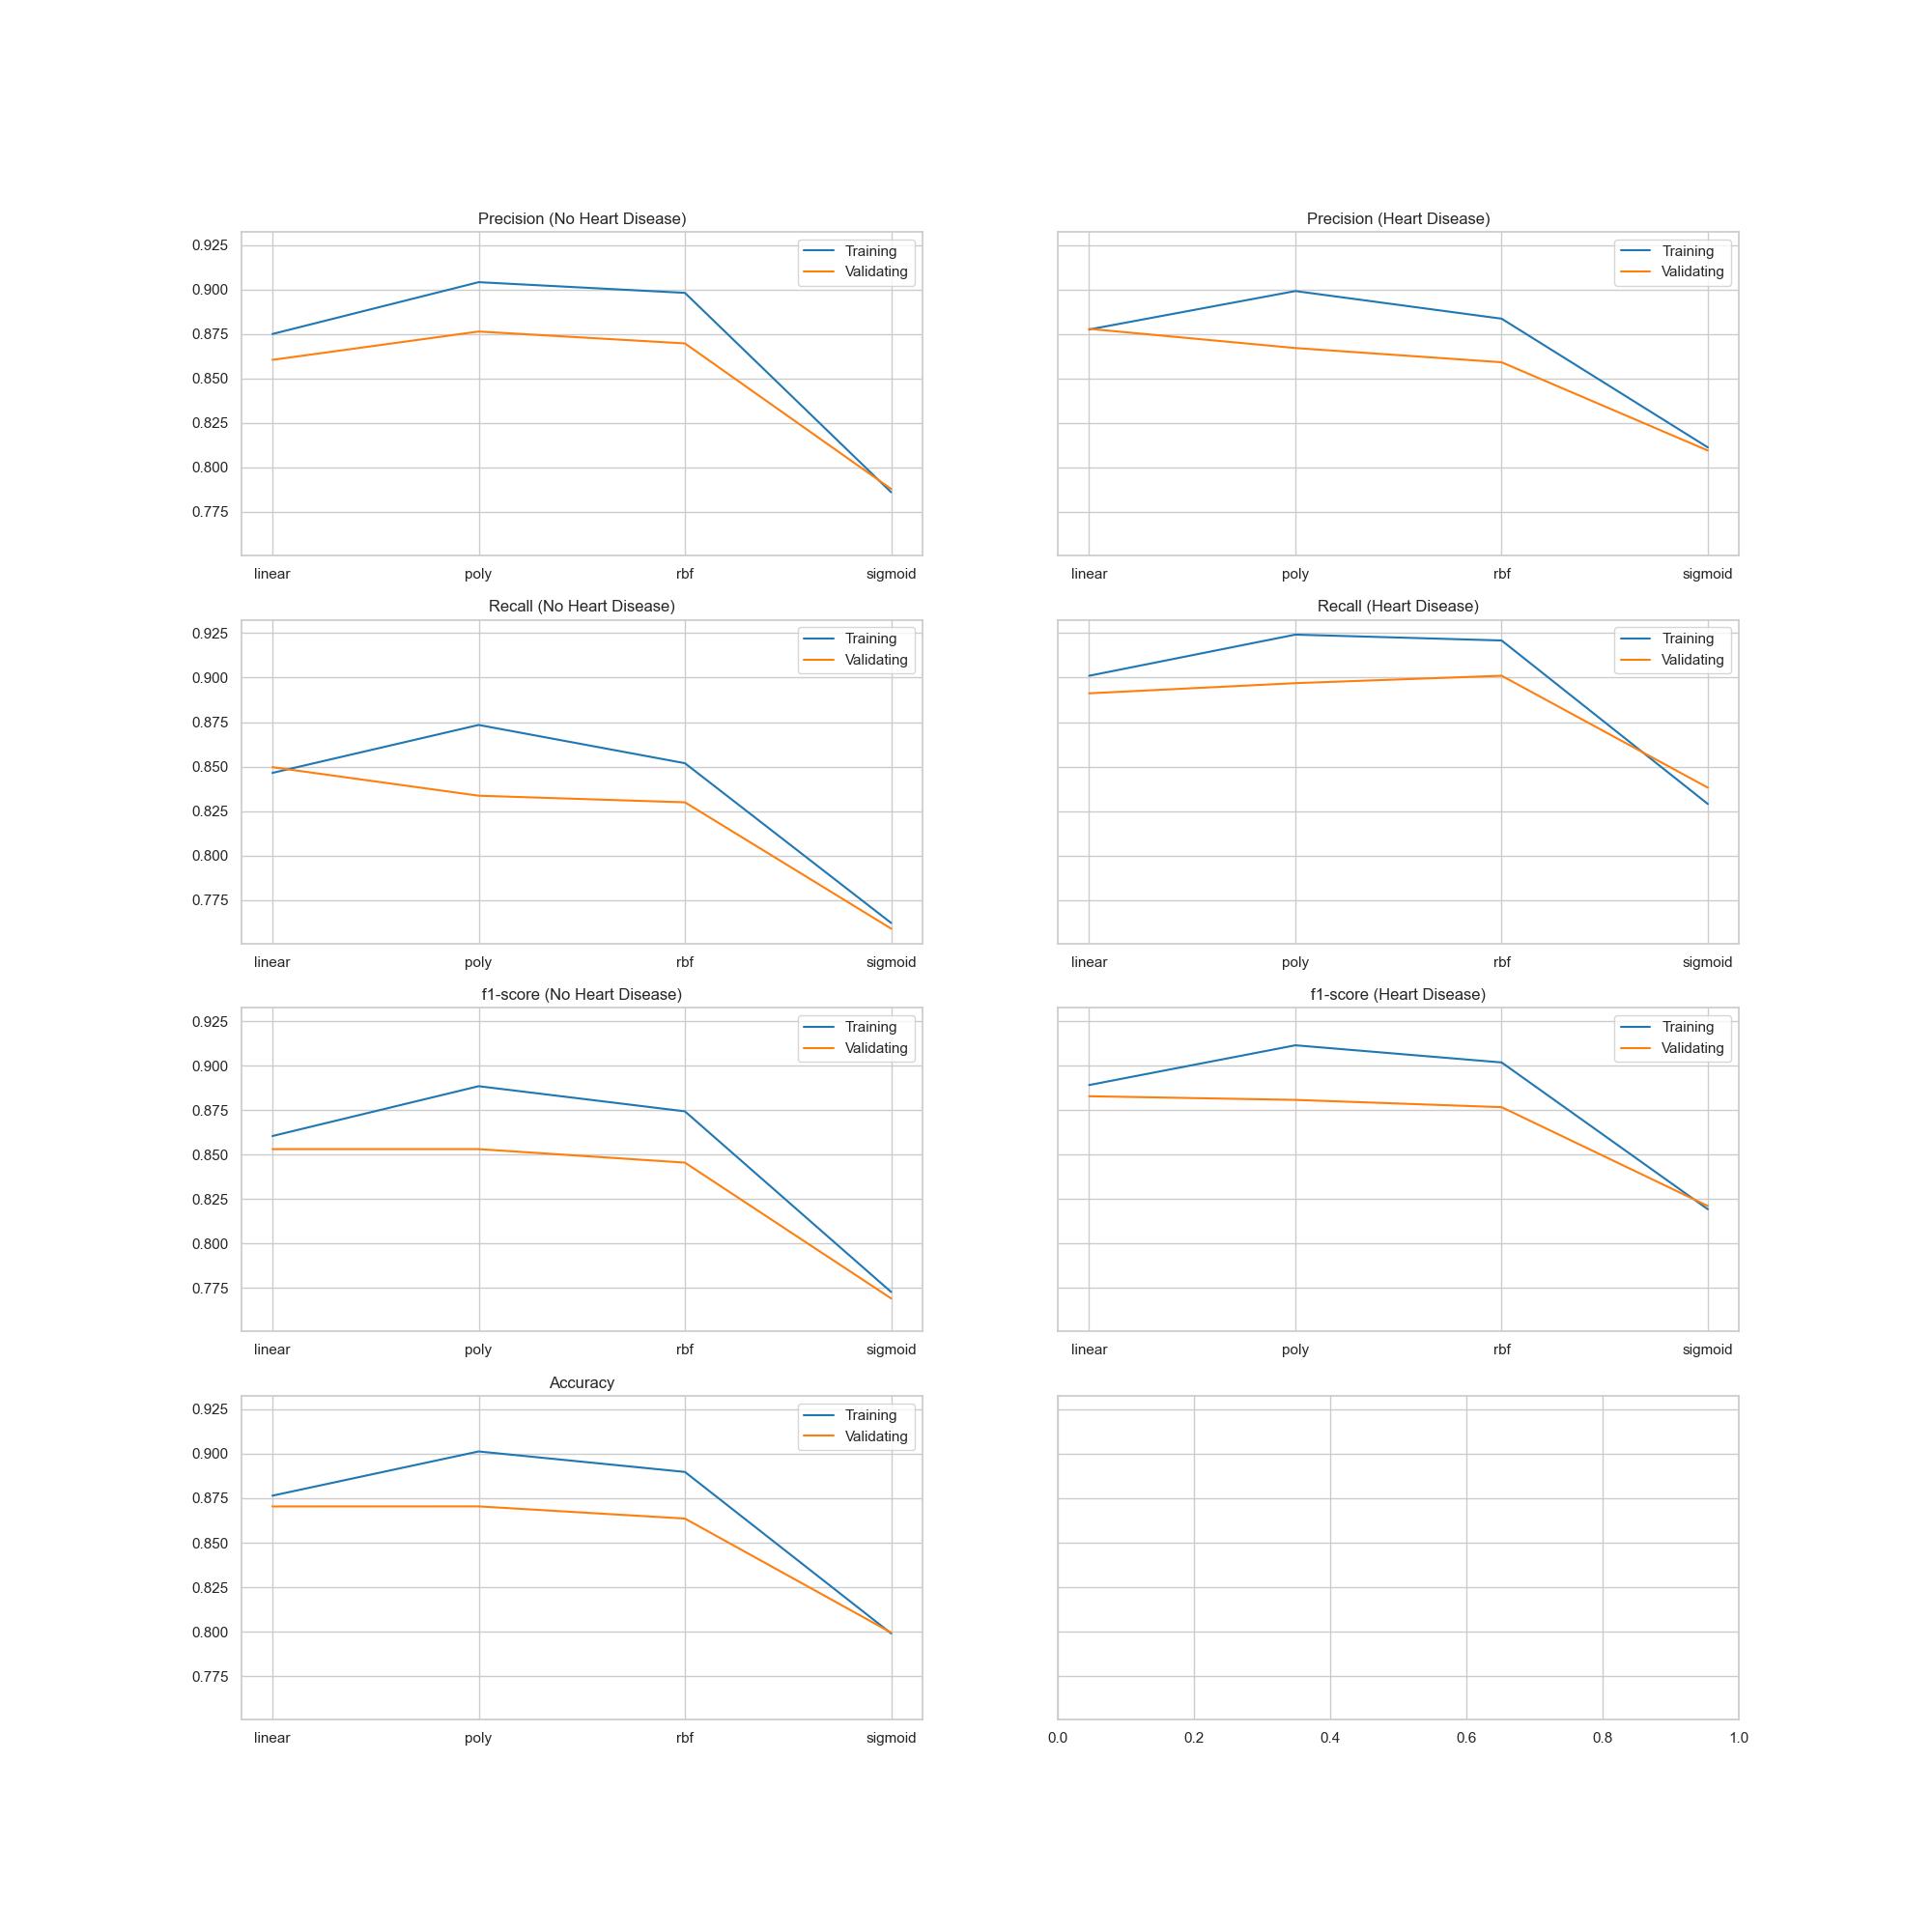 Precision (No Heart Disease)
0.925
0.900
0.875
0.850
0.825
0.800
0.775
Training
Validating
linear poly rbf sigmoid
Precision (Heart Disease)
Training
Validating
linear poly rbf sigmoid
Recall (No Heart Disease)
0.925
0.900
0.875
0.850
0.825
0.800
0.775
Training
Validating
linear poly rbf sigmoid
Recall (Heart Disease)
Training
Validating
linear poly rbf sigmoid
f1-score (No Heart Disease)
0.925
0.900
0.875
0.850
0.825
0.800
0.775
Training
Validating
linear poly rbf sigmoid
f1-score (Heart Disease)
Training
Validating
linear poly rbf sigmoid
Accuracy
0.925
0.900
0.875
0.850
0.825
0.800
0.775
Training
Validating
linear poly rbf sigmoid
0.0 0.2 0.4 0.6 0.8 1.0